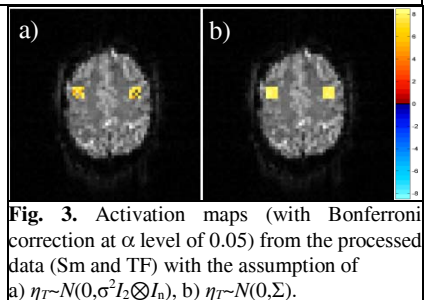 a)
b)
8
6
4
2
0
-2
-4
-6
-8
Fig. 3. Activation maps (with Bonferroni
correction at α level of 0.05) from the processed
data (Sm and TF) with the assumption of
a) ηT~N(0,σ²I₂⊗Iₙ), b) ηT~N(0,Σ).